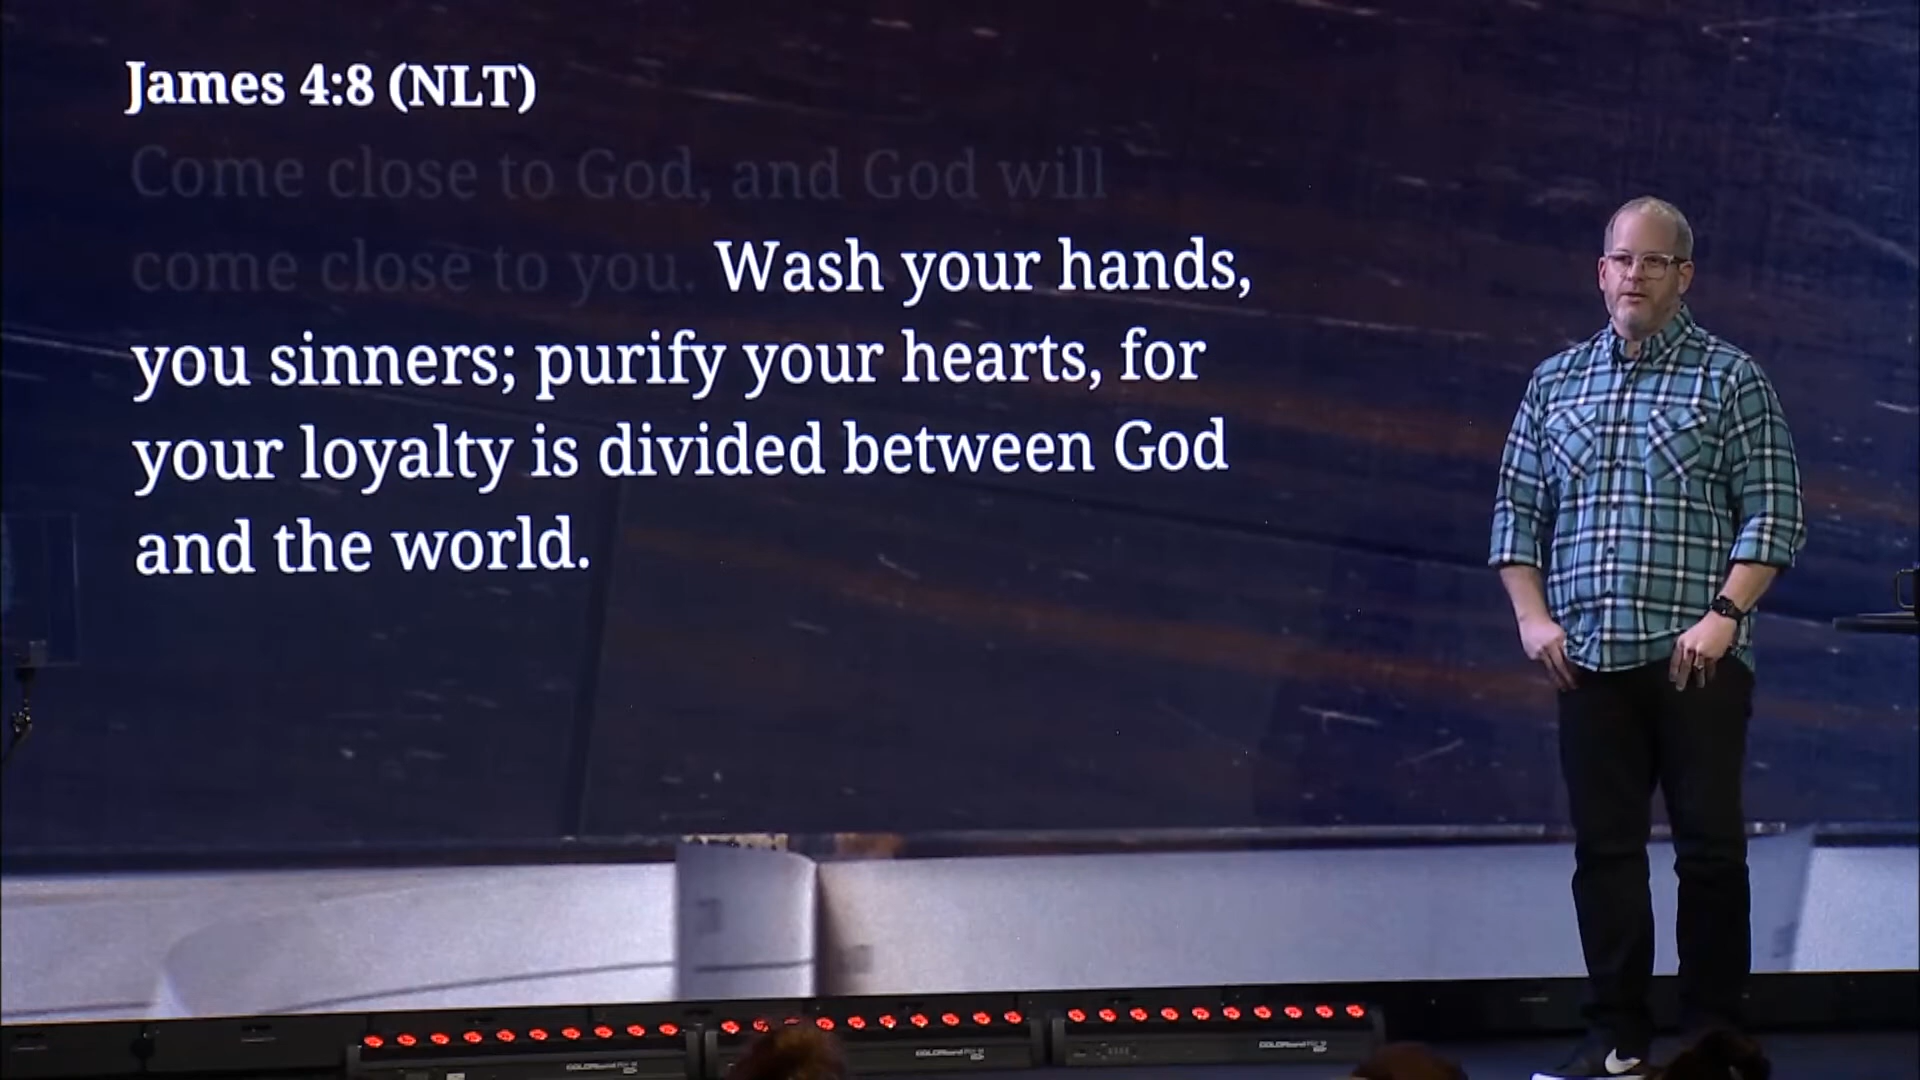 James 4:8 (NLT)
Come close to God, and God will
come close to you. Wash your hands,
you sinners; purify your hearts, for
your loyalty is divided between God
and the world.